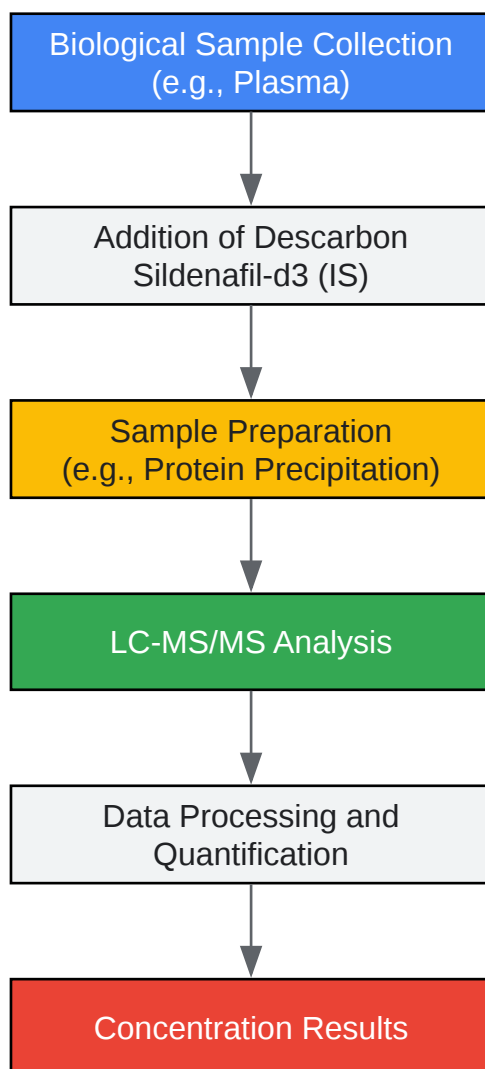 Biological Sample Collection
(e.g., Plasma)
Addition of Descarbon
Sildenafil-d3 (IS)
Sample Preparation
(e.g., Protein Precipitation)
LC-MS/MS Analysis
Data Processing and
Quantification
Concentration Results